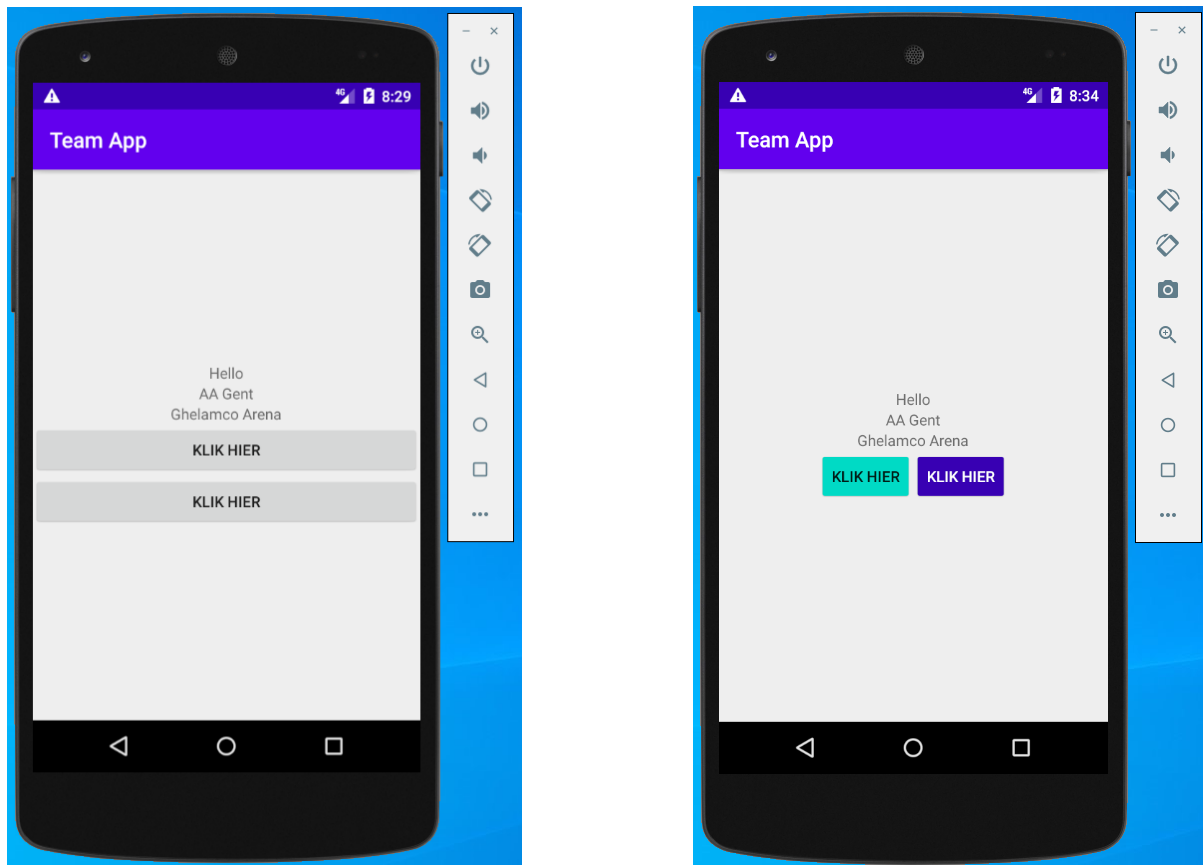 4G 8:29
Team App
Hello
AA Gent
Ghelamco Arena
KLIK HIER
KLIK HIER
4G 8:34
Team App
Hello
AA Gent
Ghelamco Arena
KLIK HIER KLIK HIER